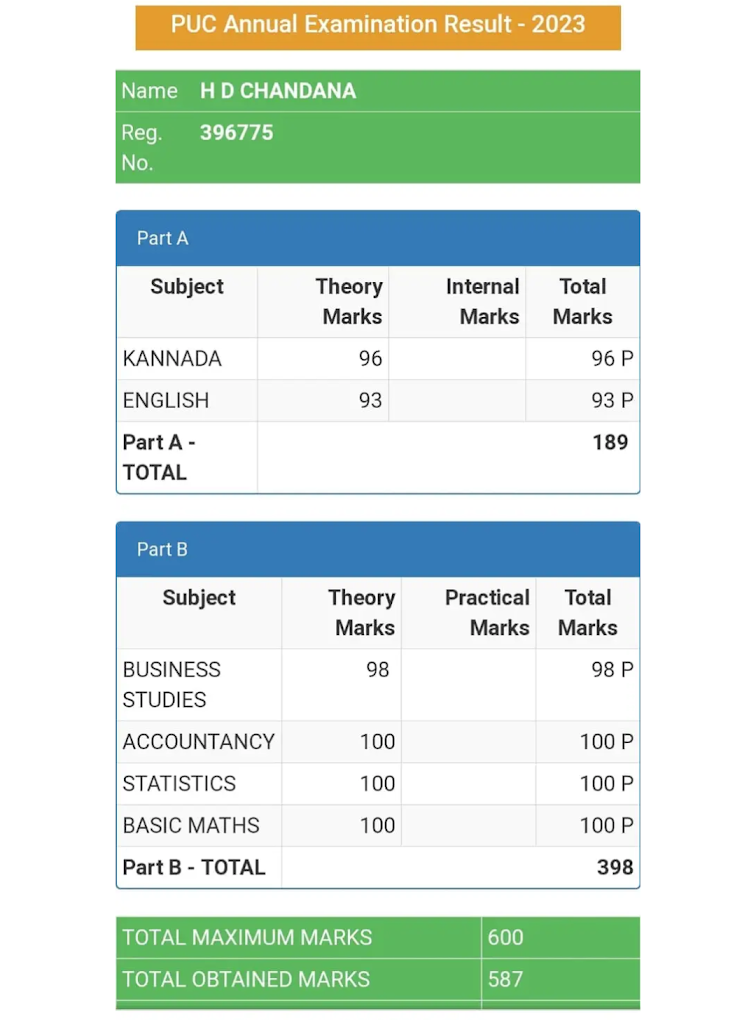 PUC Annual Examination Result - 2023
Name H D CHANDANA
Reg. 396775
No.
Part A
Subject Theory Internal Total
Marks Marks Marks
KANNADA 96 96 P
ENGLISH 93 93 P
Part A - 189
TOTAL
Part B
Subject Theory Practical Total
Marks Marks Marks
BUSINESS 98 98 P
STUDIES
ACCOUNTANCY 100 100 P
STATISTICS 100 100 P
BASIC MATHS 100 100 P
Part B - TOTAL 398
TOTAL MAXIMUM MARKS 600
TOTAL OBTAINED MARKS 587